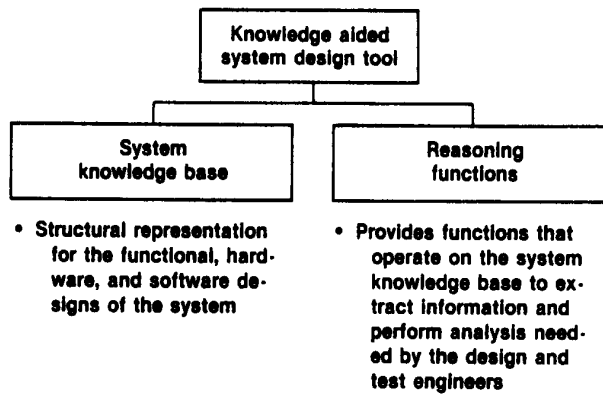 Knowledge aided
system design tool
System
knowledge base
Reasoning
functions
• Structural representation
for the functional, hard-
ware, and software de-
signs of the system
• Provides functions that
operate on the system
knowledge base to ex-
tract information and
perform analysis need-
ed by the design and
test engineers